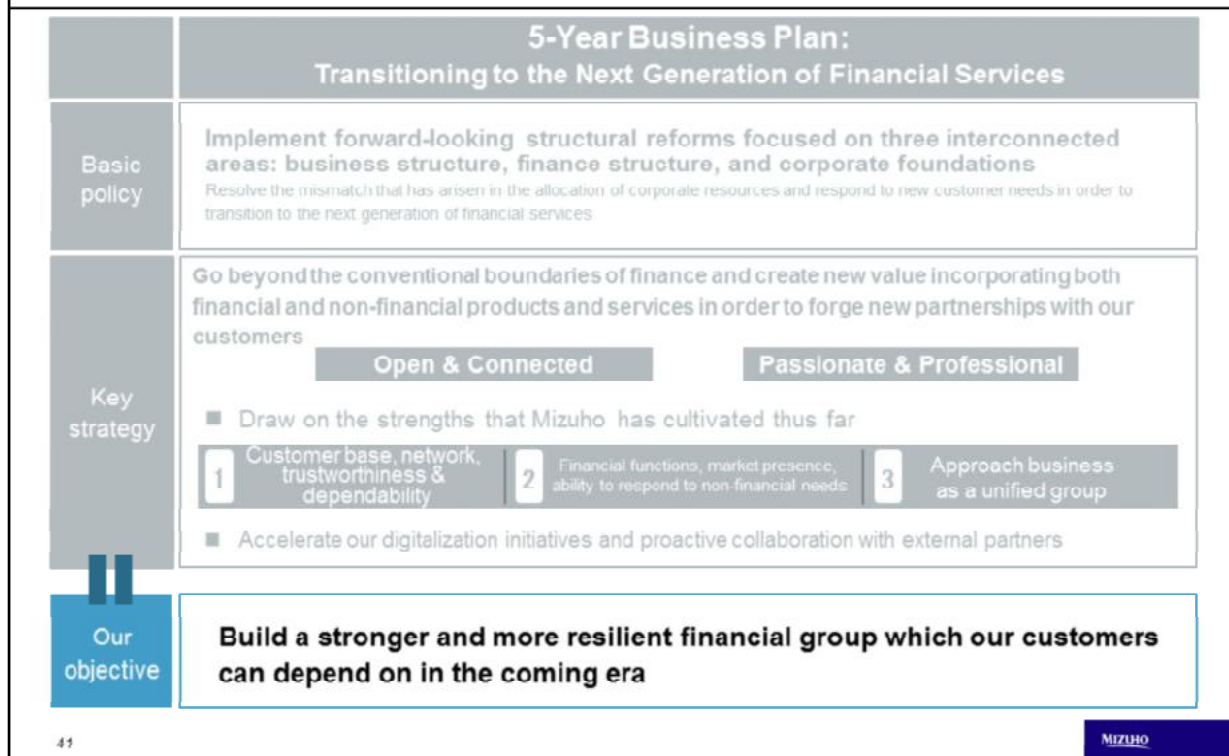 5-Year Business Plan:
Transitioning to the Next Generation of Financial Services
Basic
policy
Implement forward-looking structural reforms focused on three interconnected
areas: business structure, finance structure, and corporate foundations
Resolve the mismatch that has arisen in the allocation of corporate resources and respond to new customer needs in order to
transition to the next generation of financial services
Key
strategy
Go beyond the conventional boundaries of finance and create new value incorporating both
financial and non-financial products and services in order to forge new partnerships with our
customers
Open & Connected
Passionate & Professional
■ Draw on the strengths that Mizuho has cultivated thus far
1
Customer base, network,
trustworthiness &
dependability
2
Financial functions, market presence,
ability to respond to non-financial needs
3
Approach business
as a unified group
■ Accelerate our digitalization initiatives and proactive collaboration with external partners
Our
objective
Build a stronger and more resilient financial group which our customers
can depend on in the coming era
41
MIZUHO